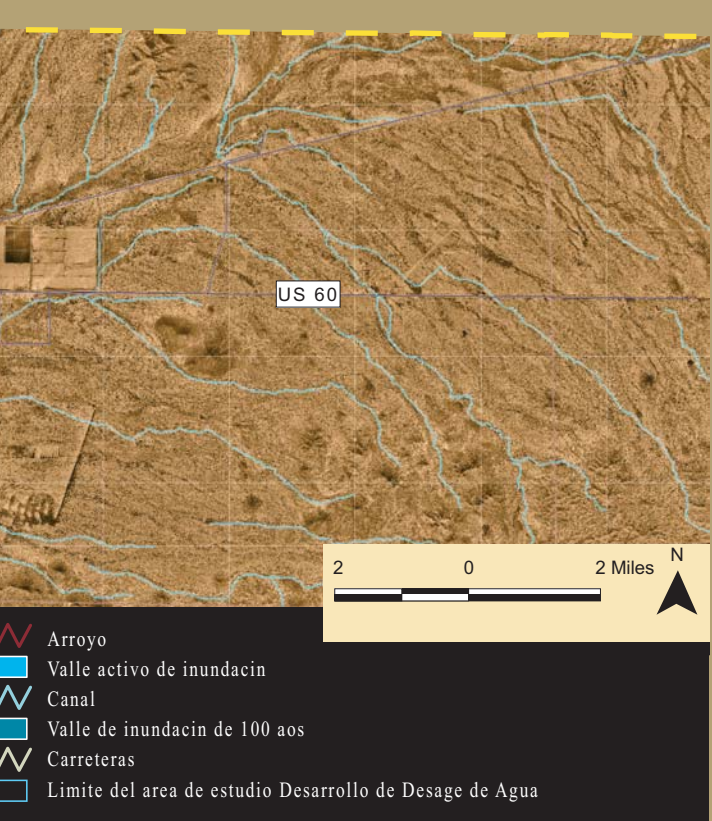 US 60
2 0 2 Miles N
Arroyo
Valle activo de inundacin
Canal
Valle de inundacin de 100 aos
Carreteras
Limite del area de estudio Desarrollo de Desage de Agua